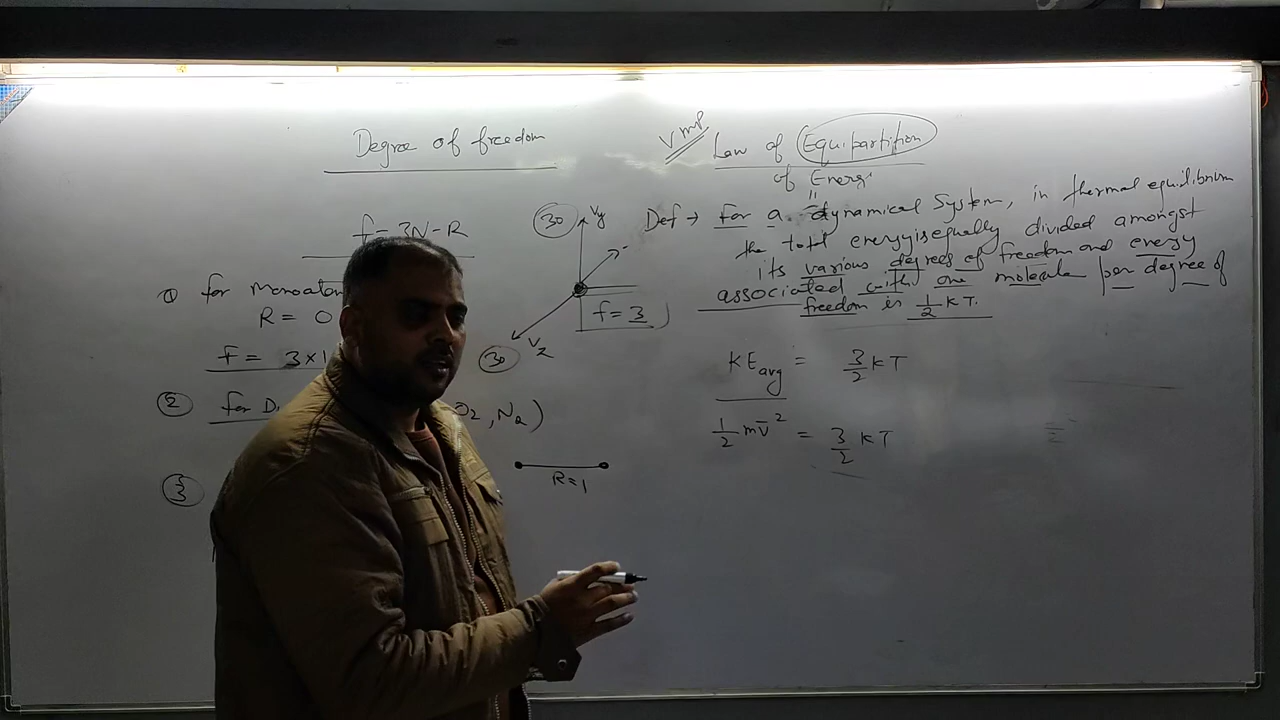 Degree of freedom
f = 3N-R
① for Monoatom
R = 0
f = 3×1
② for D O2, N2)
R=1
③
30 Vy
f=3
30 Vz
V m P
Law of Equipartition
of Energy
Def → For a dynamical System, in thermal equilibrium
the total energy is equally divided amongst
its various degrees of freedom and energy
associated with one molecule per degree of
freedom is 1/2 KT.
KEavg = 3/2 KT
1/2 mv̄² = 3/2 KT